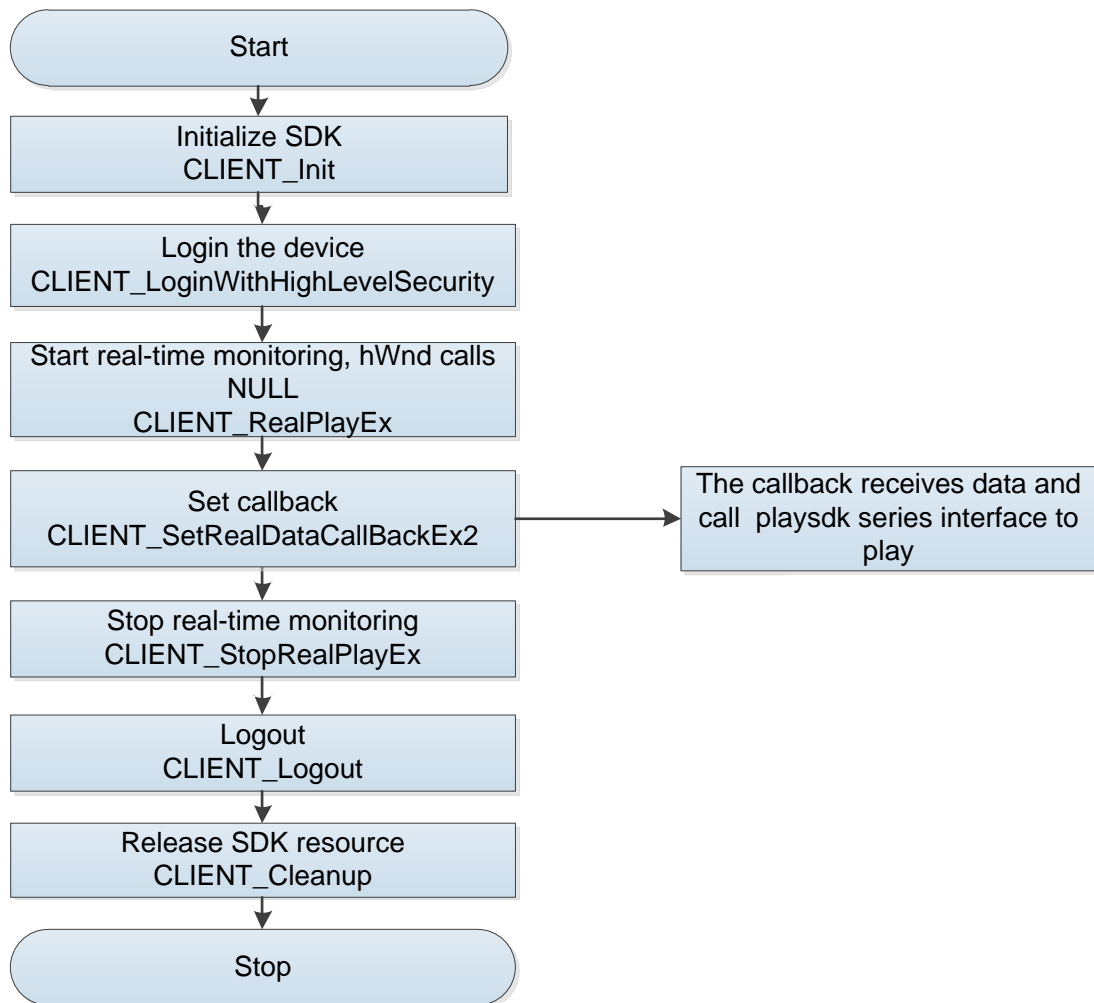 Start
Initialize SDK
CLIENT_Init
Login the device
CLIENT_LoginWithHighLevelSecurity
Start real-time monitoring, hWnd calls
NULL
CLIENT_RealPlayEx
Set callback
CLIENT_SetRealDataCallBackEx2
The callback receives data and
call  playsdk series interface to
play
Stop real-time monitoring
CLIENT_StopRealPlayEx
Logout
CLIENT_Logout
Release SDK resource
CLIENT_Cleanup
Stop